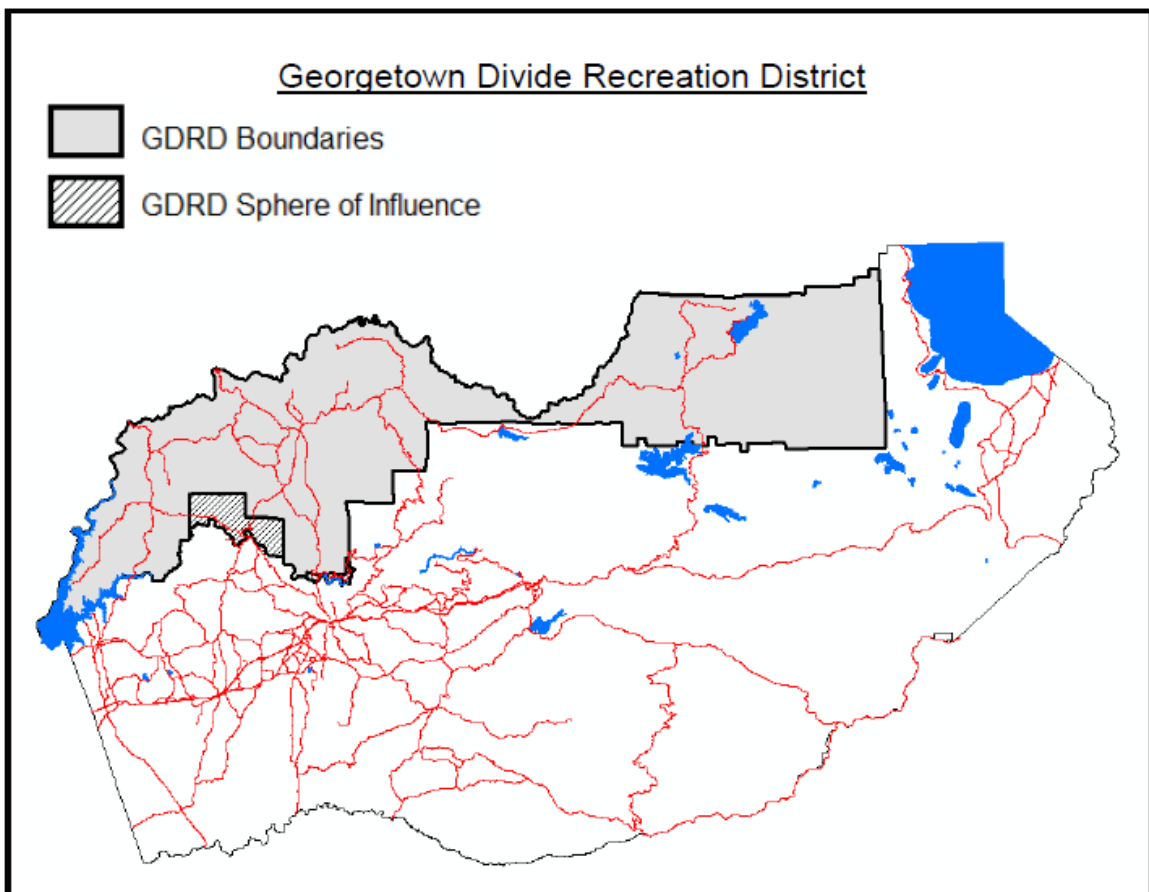 Georgetown Divide Recreation District
GDRD Boundaries
GDRD Sphere of Influence